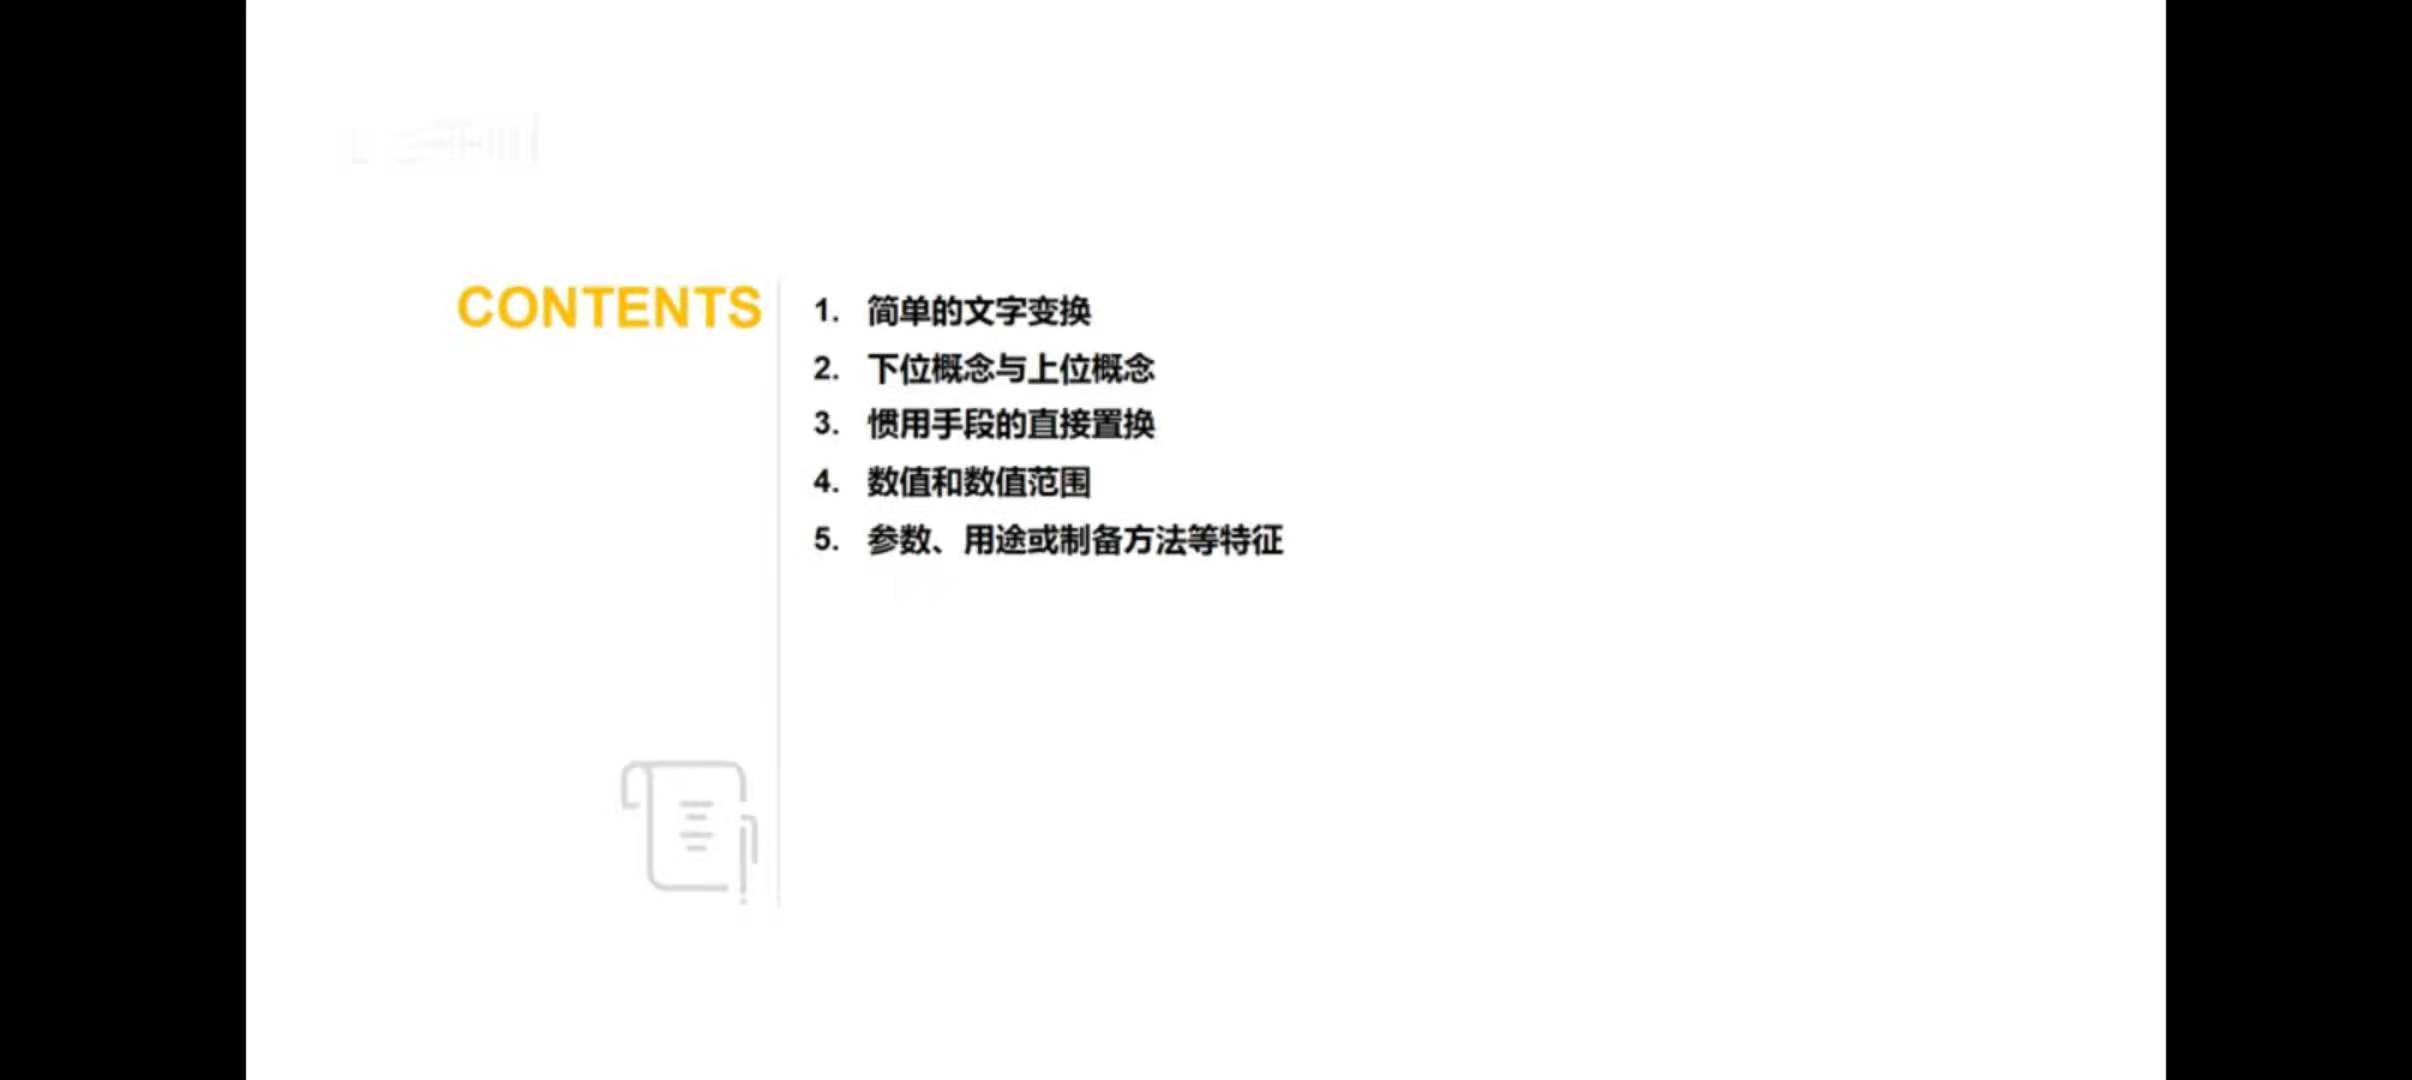 CONTENTS
1. 简单的文字变换
2. 下位概念与上位概念
3. 惯用手段的直接置换
4. 数值和数值范围
5. 参数、用途或制备方法等特征